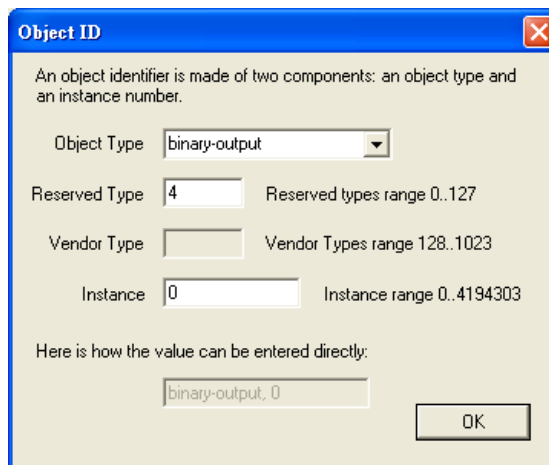 Object ID
An object identifier is made of two components: an object type and
an instance number.
Object Type binary-output
Reserved Type 4 Reserved types range 0..127
Vendor Type Vendor Types range 128..1023
Instance 0 Instance range 0..4194303
Here is how the value can be entered directly:
binary-output, 0
OK